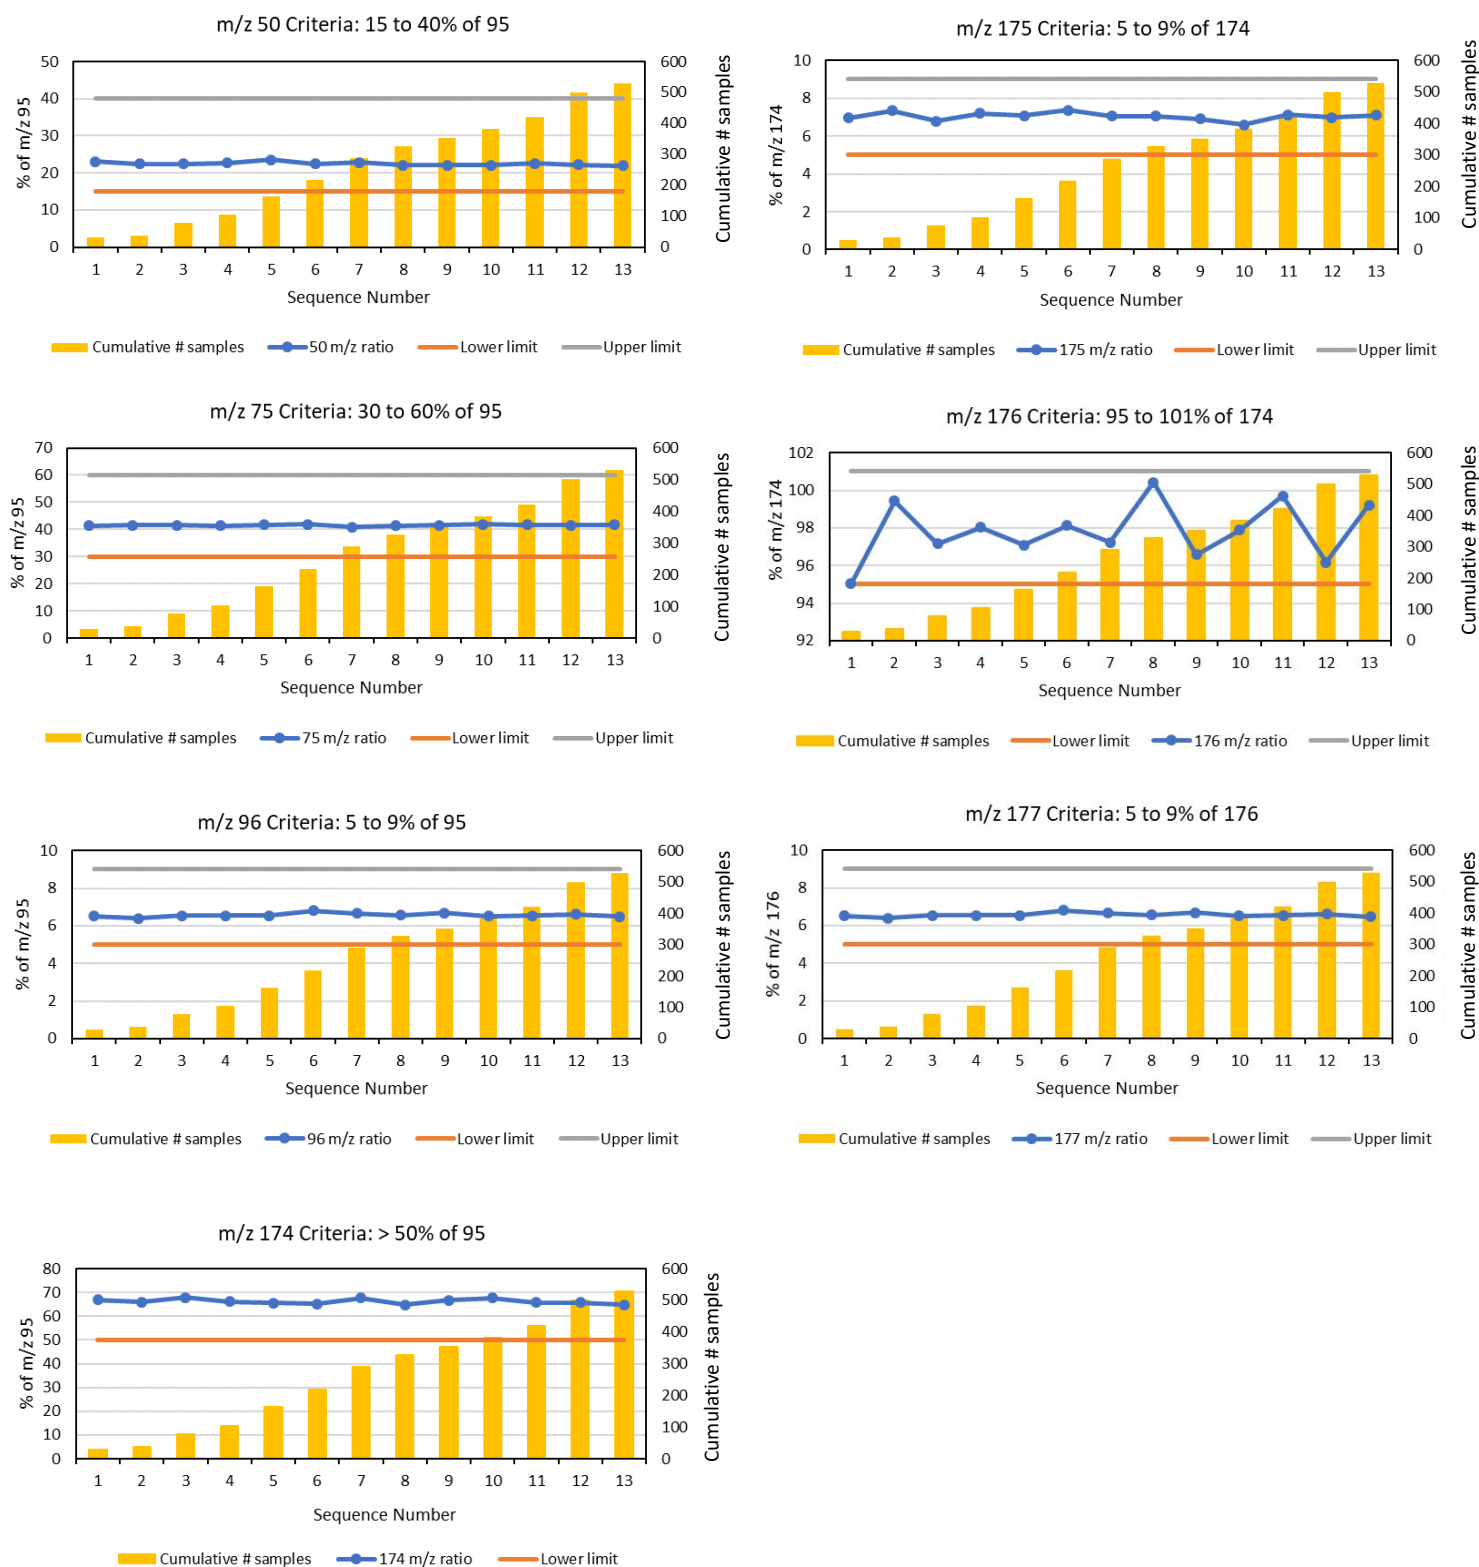 m/z 50 Criteria: 15 to 40% of 95
% of m/z 95
50
40
30
20
10
0
600
500
400
300
200
100
0
Cumulative # samples
1 2 3 4 5 6 7 8 9 10 11 12 13
Sequence Number
Cumulative # samples 50 m/z ratio Lower limit Upper limit
m/z 175 Criteria: 5 to 9% of 174
% of m/z 174
10
8
6
4
2
0
600
500
400
300
200
100
0
Cumulative # samples
1 2 3 4 5 6 7 8 9 10 11 12 13
Sequence Number
Cumulative # samples 175 m/z ratio Lower limit Upper limit
m/z 75 Criteria: 30 to 60% of 95
% of m/z 95
70
60
50
40
30
20
10
0
600
500
400
300
200
100
0
Cumulative # samples
1 2 3 4 5 6 7 8 9 10 11 12 13
Sequence Number
Cumulative # samples 75 m/z ratio Lower limit Upper limit
m/z 176 Criteria: 95 to 101% of 174
% of m/z 174
102
100
98
96
94
92
600
500
400
300
200
100
0
Cumulative # samples
1 2 3 4 5 6 7 8 9 10 11 12 13
Sequence Number
Cumulative # samples Lower limit 176 m/z ratio Upper limit
m/z 96 Criteria: 5 to 9% of 95
% of m/z 95
10
8
6
4
2
0
600
500
400
300
200
100
0
Cumulative # samples
1 2 3 4 5 6 7 8 9 10 11 12 13
Sequence Number
Cumulative # samples 96 m/z ratio Lower limit Upper limit
m/z 177 Criteria: 5 to 9% of 176
% of m/z 176
10
8
6
4
2
0
600
500
400
300
200
100
0
Cumulative # samples
1 2 3 4 5 6 7 8 9 10 11 12 13
Sequence Number
Cumulative # samples 177 m/z ratio Lower limit Upper limit
m/z 174 Criteria: > 50% of 95
% of m/z 95
80
70
60
50
40
30
20
10
0
600
500
400
300
200
100
0
Cumulative # samples
1 2 3 4 5 6 7 8 9 10 11 12 13
Sequence Number
Cumulative # samples 174 m/z ratio Lower limit